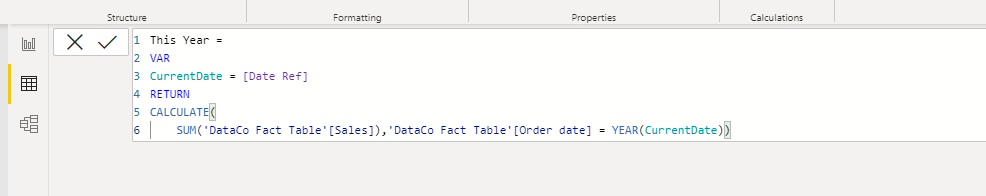 Structure Formatting Properties Calculations
1 This Year =
2 VAR
3 CurrentDate = [Date Ref]
4 RETURN
5 CALCULATE(
6 SUM('DataCo Fact Table'[Sales]),'DataCo Fact Table'[Order date] = YEAR(CurrentDate))